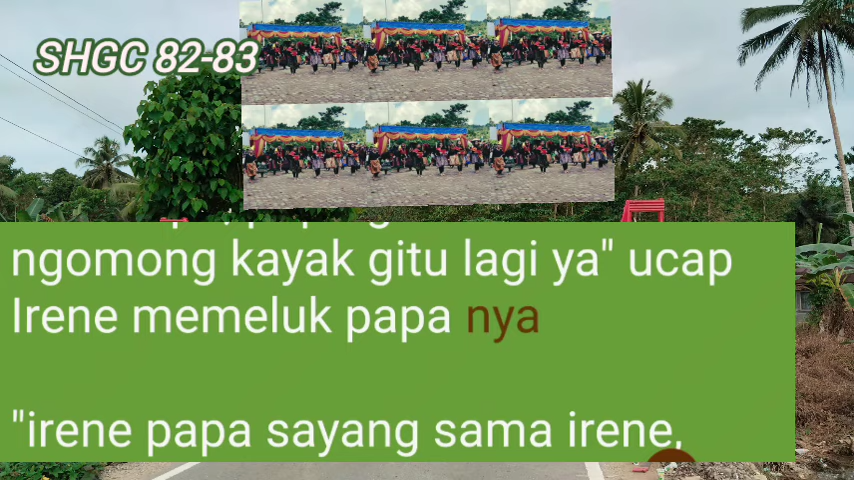 SHGC 82-83
ngomong kayak gitu lagi ya" ucap
Irene memeluk papa nya
"irene papa sayang sama irene,